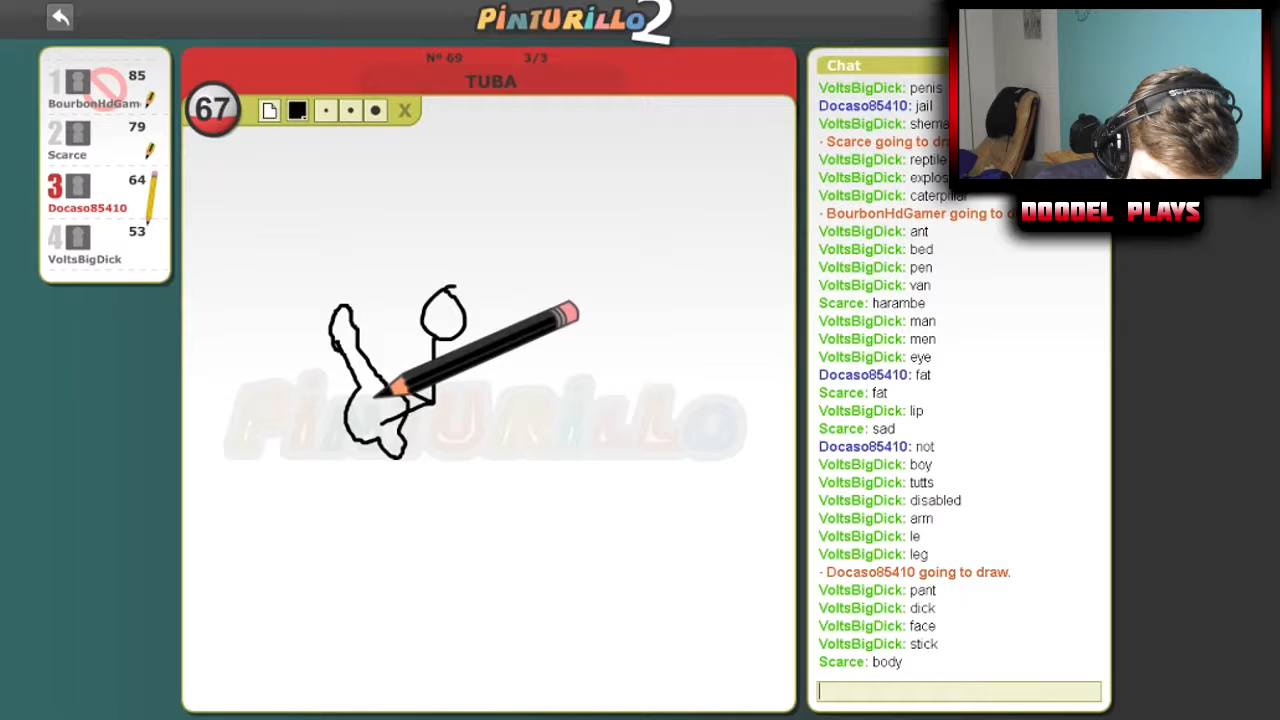 PINTURILLO 2
Nº 69 3/3
TUBA
67
X
1 BourbonHdGam 85
2 Scarce 79
3 Docaso85410 64
4 VoltsBigDick 53
PINTURILLO
Chat
VoltsBigDick: penis
Docaso85410: jail
VoltsBigDick:
· Scarce going to
VoltsBigDick: reptile
VoltsBigDick:
VoltsBigDick: caterpillar
· BourbonHdGamer going to
VoltsBigDick: ant
VoltsBigDick: bed
VoltsBigDick: pen
VoltsBigDick: van
Scarce: harambe
VoltsBigDick: man
VoltsBigDick: men
VoltsBigDick: eye
Docaso85410: fat
Scarce: fat
VoltsBigDick: lip
Scarce: sad
Docaso85410: not
VoltsBigDick: boy
VoltsBigDick: tutts
VoltsBigDick: disabled
VoltsBigDick: arm
VoltsBigDick: le
VoltsBigDick: leg
· Docaso85410 going to draw.
VoltsBigDick: pant
VoltsBigDick: dick
VoltsBigDick: face
VoltsBigDick: stick
Scarce: body
DOODEL PLAYS